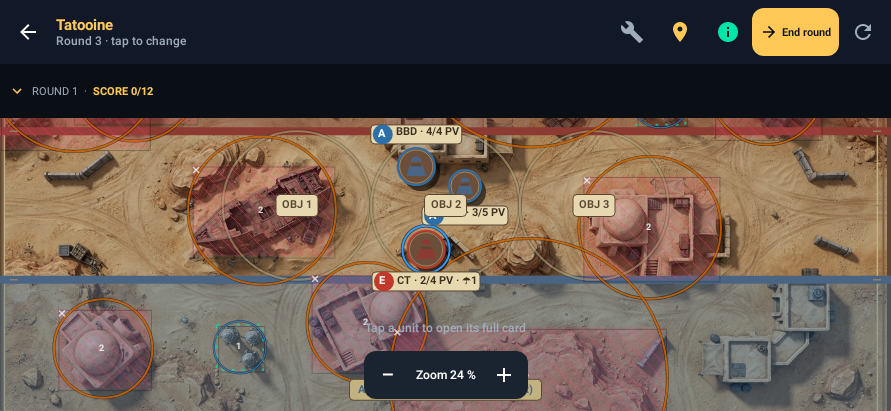 Tatooine
Round 3 · tap to change
End round
ROUND 1 · SCORE 0/12
A BBD · 4/4 PV
OBJ 1
OBJ 2
OBJ 3
3/5 PV
2
2
E CT · 2/4 PV · ☂1
2
Tap a unit to open its full card
2
1
− Zoom 24 % +